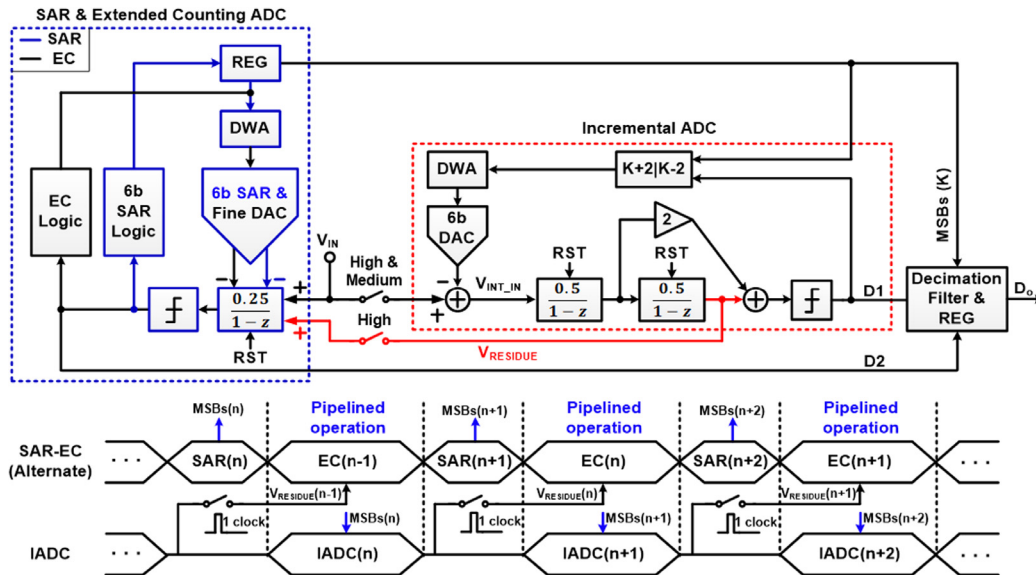 SAR & Extended Counting ADC
SAR
EC
REG
DWA
EC
Logic
6b
SAR
Logic
6b SAR &
Fine DAC
0.25
1 − z
RST
V_IN
High &
Medium
High
V_RESIDUE
Incremental ADC
DWA
K+2|K-2
6b
DAC
V_INT_IN
RST
0.5
1 − z
RST
0.5
1 − z
2
D1
D2
MSBs (K)
Decimation
Filter &
REG
SAR-EC
(Alternate)
MSBs(n)
Pipelined
operation
MSBs(n+1)
Pipelined
operation
MSBs(n+2)
Pipelined
operation
· · ·
SAR(n)
EC(n-1)
SAR(n+1)
EC(n)
SAR(n+2)
EC(n+1)
· · ·
V_RESIDUE(n-1)
V_RESIDUE(n)
V_RESIDUE(n+1)
1 clock
MSBs(n)
1 clock
MSBs(n+1)
1 clock
MSBs(n+2)
IADC
· · ·
IADC(n)
IADC(n+1)
IADC(n+2)
· · ·